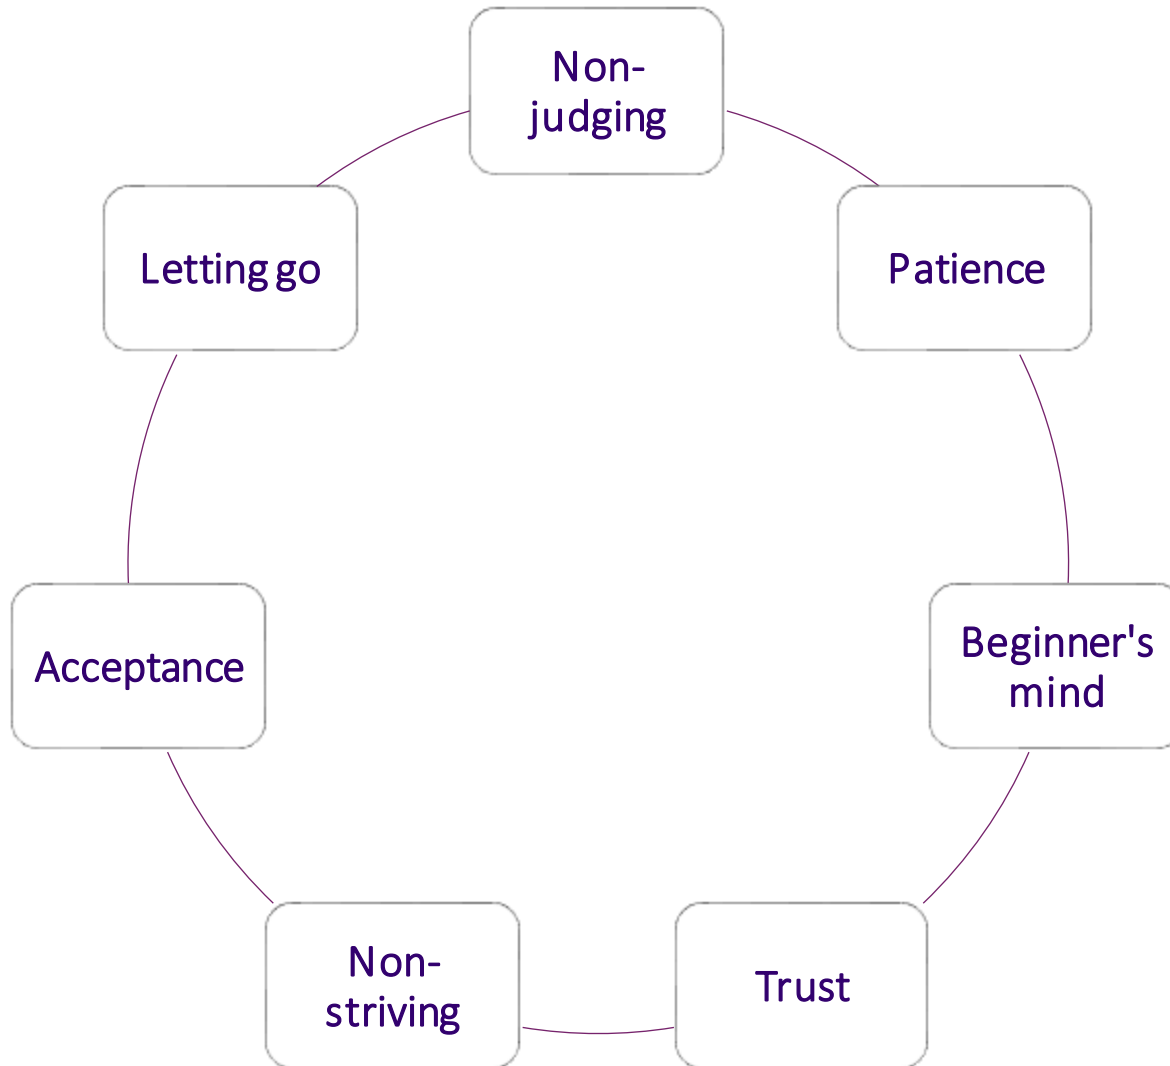 Non-
judging
Patience
Beginner's
mind
Trust
Non-
striving
Acceptance
Letting go